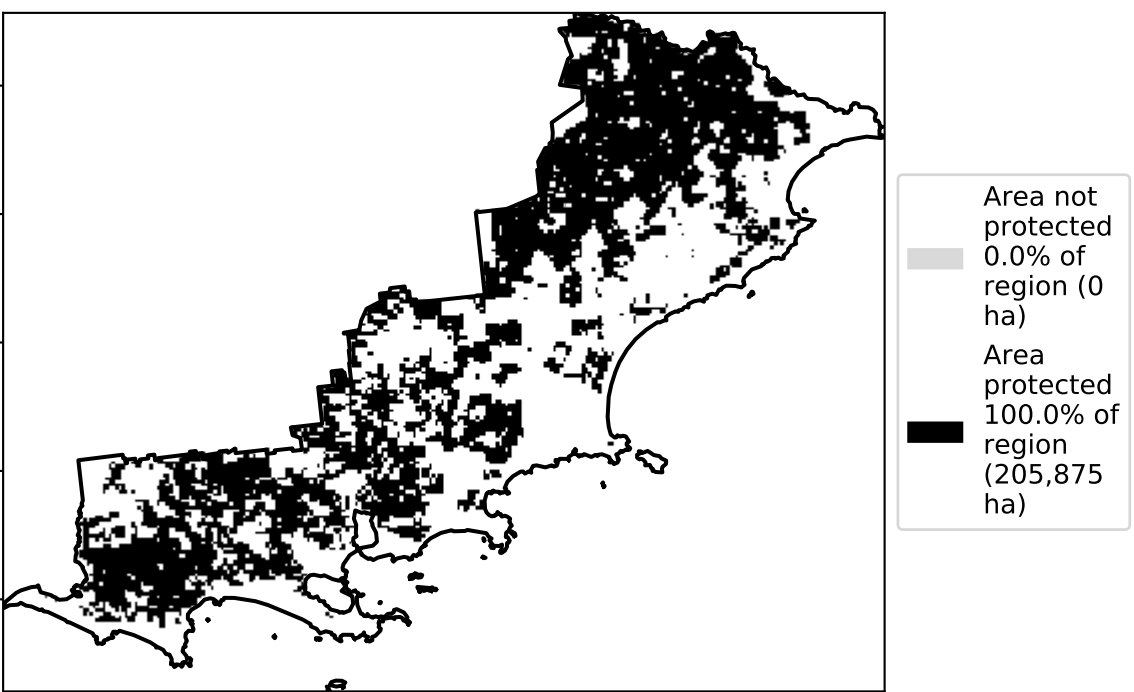 Area not
protected
0.0% of
region (0
ha)
Area
protected
100.0% of
region
(205,875
ha)